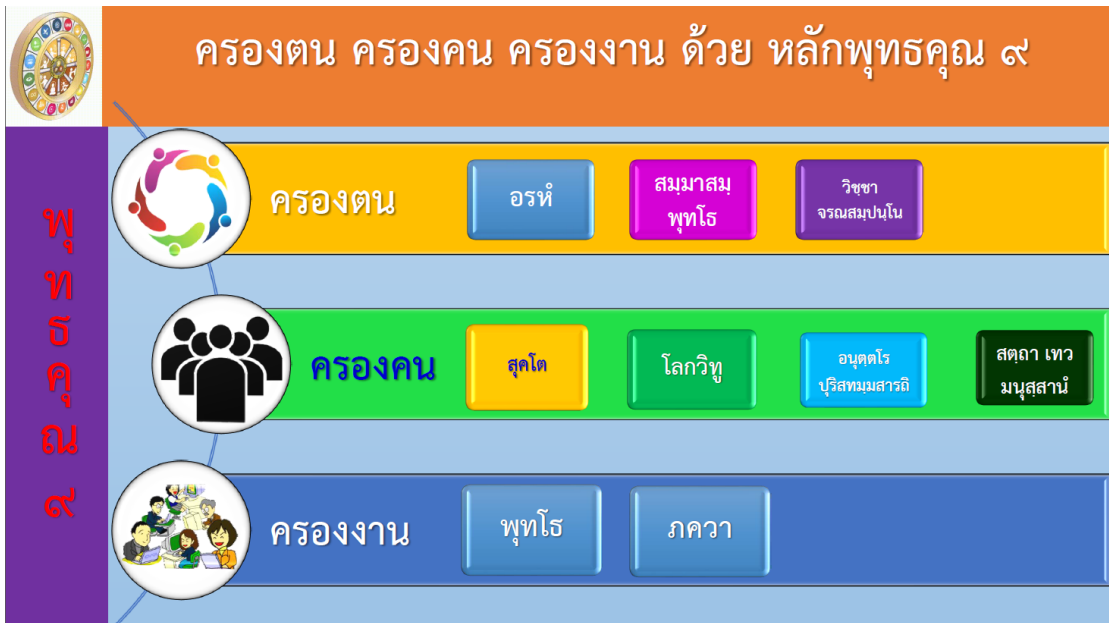 ครองตน ครองคน ครองงาน ด้วย หลักพุทธคุณ ๙
พุทธคุณ ๙
ครองตน
อรหํ
สมฺมาสมฺ
พุทโธ
วิชฺชา
จรณสมฺปนฺโน
ครองคน
สุคโต
โลกวิทู
อนุตฺตโร
ปุริสทมฺมสารถิ
สตฺถา เทว
มนุสฺสานํ
ครองงาน
พุทโธ
ภควา